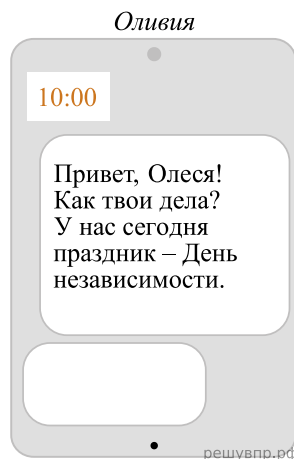 Оливия
10:00
Привет, Олеся!
Как твои дела?
У нас сегодня
праздник – День
независимости.
решувпр.рф